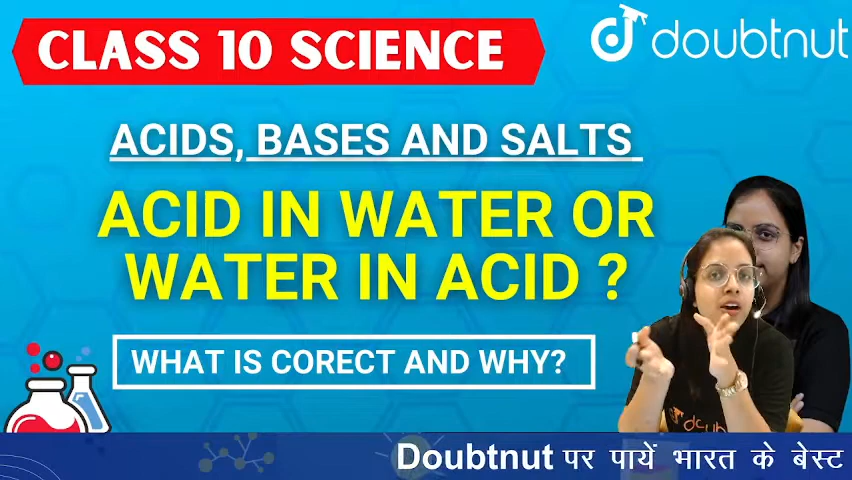 CLASS 10 SCIENCE
doubtnut
ACIDS, BASES AND SALTS
ACID IN WATER OR
WATER IN ACID ?
WHAT IS CORECT AND WHY?
Doubtnut पर पायें भारत के बेस्ट